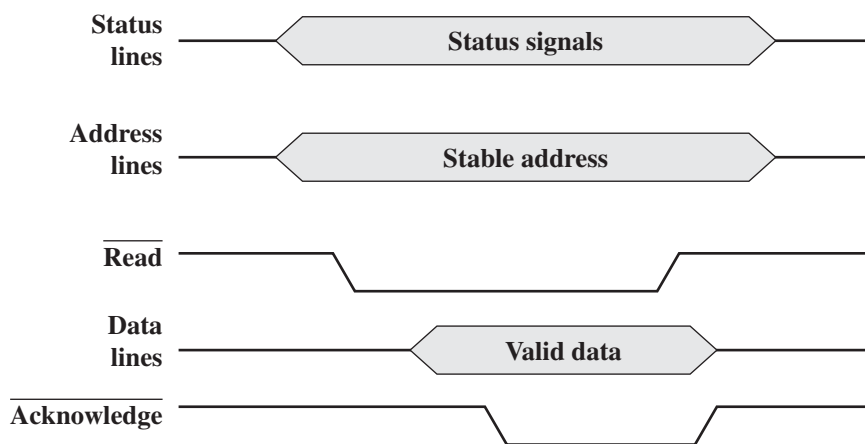 Status
lines
Status signals
Address
lines
Stable address
Read
Data
lines
Valid data
Acknowledge